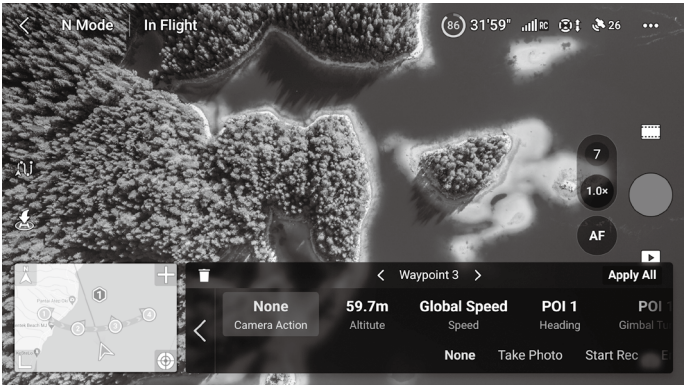 N Mode In Flight 86 31'59" RC 26
7
1.0×
AF
N
Waypoint 3 Apply All
1
1 2 3 4
None 59.7m Global Speed POI 1 POI
Camera Action Altitute Speed Heading Gimbal
None Take Photo Start Rec